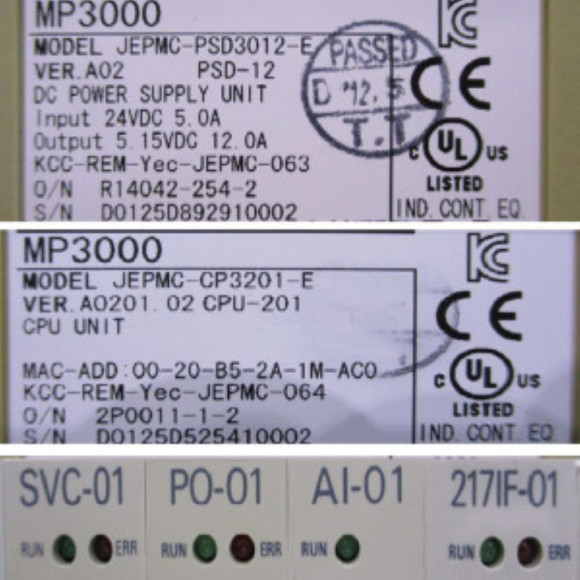 MP3000
MODEL JEPMC-PSD3012-E
VER.A02 PSD-12
DC POWER SUPPLY UNIT
Input 24VDC 5.0A
Output 5.15VDC 12.0A
KCC-REM-Yec-JEPMC-063
O/N R14042-254-2
S/N D0125D892910002
PASSED
D '12. 5
T.T
CE
C UL US
LISTED
IND. CONT. EQ.
MP3000
MODEL JEPMC-CP3201-E
VER.A0201.02 CPU-201
CPU UNIT
MAC-ADD:00-20-B5-2A-1M-AC0
KCC-REM-Yec-JEPMC-064
O/N 2P0011-1-2
S/N D0125D525410002
CE
C UL US
LISTED
IND. CONT. EQ
SVC-01 PO-01 AI-01 217IF-01
RUN ERR RUN ERR RUN RUN ERR